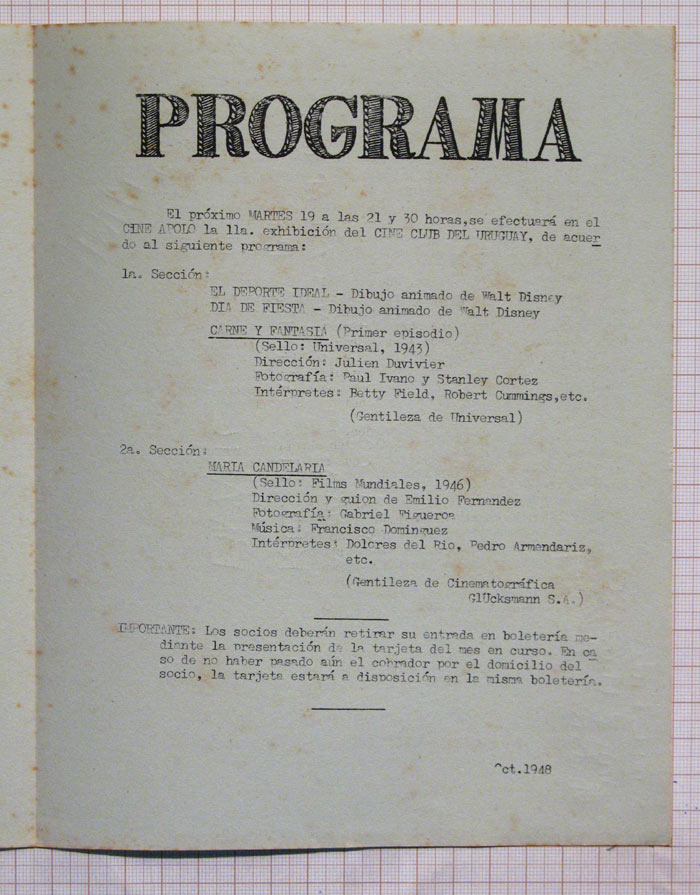 PROGRAMA
El próximo MARTES 19 a las 21 y 30 horas,se efectuará en el
CINE APOLO la 11a. exhibición del CINE CLUB DEL URUGUAY, de acuer
do al siguiente programa:
1a. Sección:
EL DEPORTE IDEAL - Dibujo animado de Walt Disney
DIA DE FIESTA - Dibujo animado de Walt Disney
CARNE Y FANTASIA (Primer episodio)
(Sello: Universal, 1943)
Dirección: Julien Duvivier
Fotografía: Paul Ivano y Stanley Cortez
Intérpretes: Betty Field, Robert Cummings,etc.
(Gentileza de Universal)
2a. Sección:
MARIA CANDELARIA
(Sello: Films Mundiales, 1946)
Dirección y guion de Emilio Fernandez
Fotografía: Gabriel Figueroa
Música: Francisco Dominguez
Intérpretes: Dolores del Rio, Pedro Armendariz,
etc.
(Gentileza de Cinematográfica
GlUcksmann S.A.)
IMPORTANTE: Los socios deberán retirar su entrada en boletería me-
diante la presentación de la tarjeta del mes en curso. En ca
so de no haber pasado aún el cobrador por el domicilio del
socio, la tarjeta estará a disposición en la misma boletería.
Oct.1948